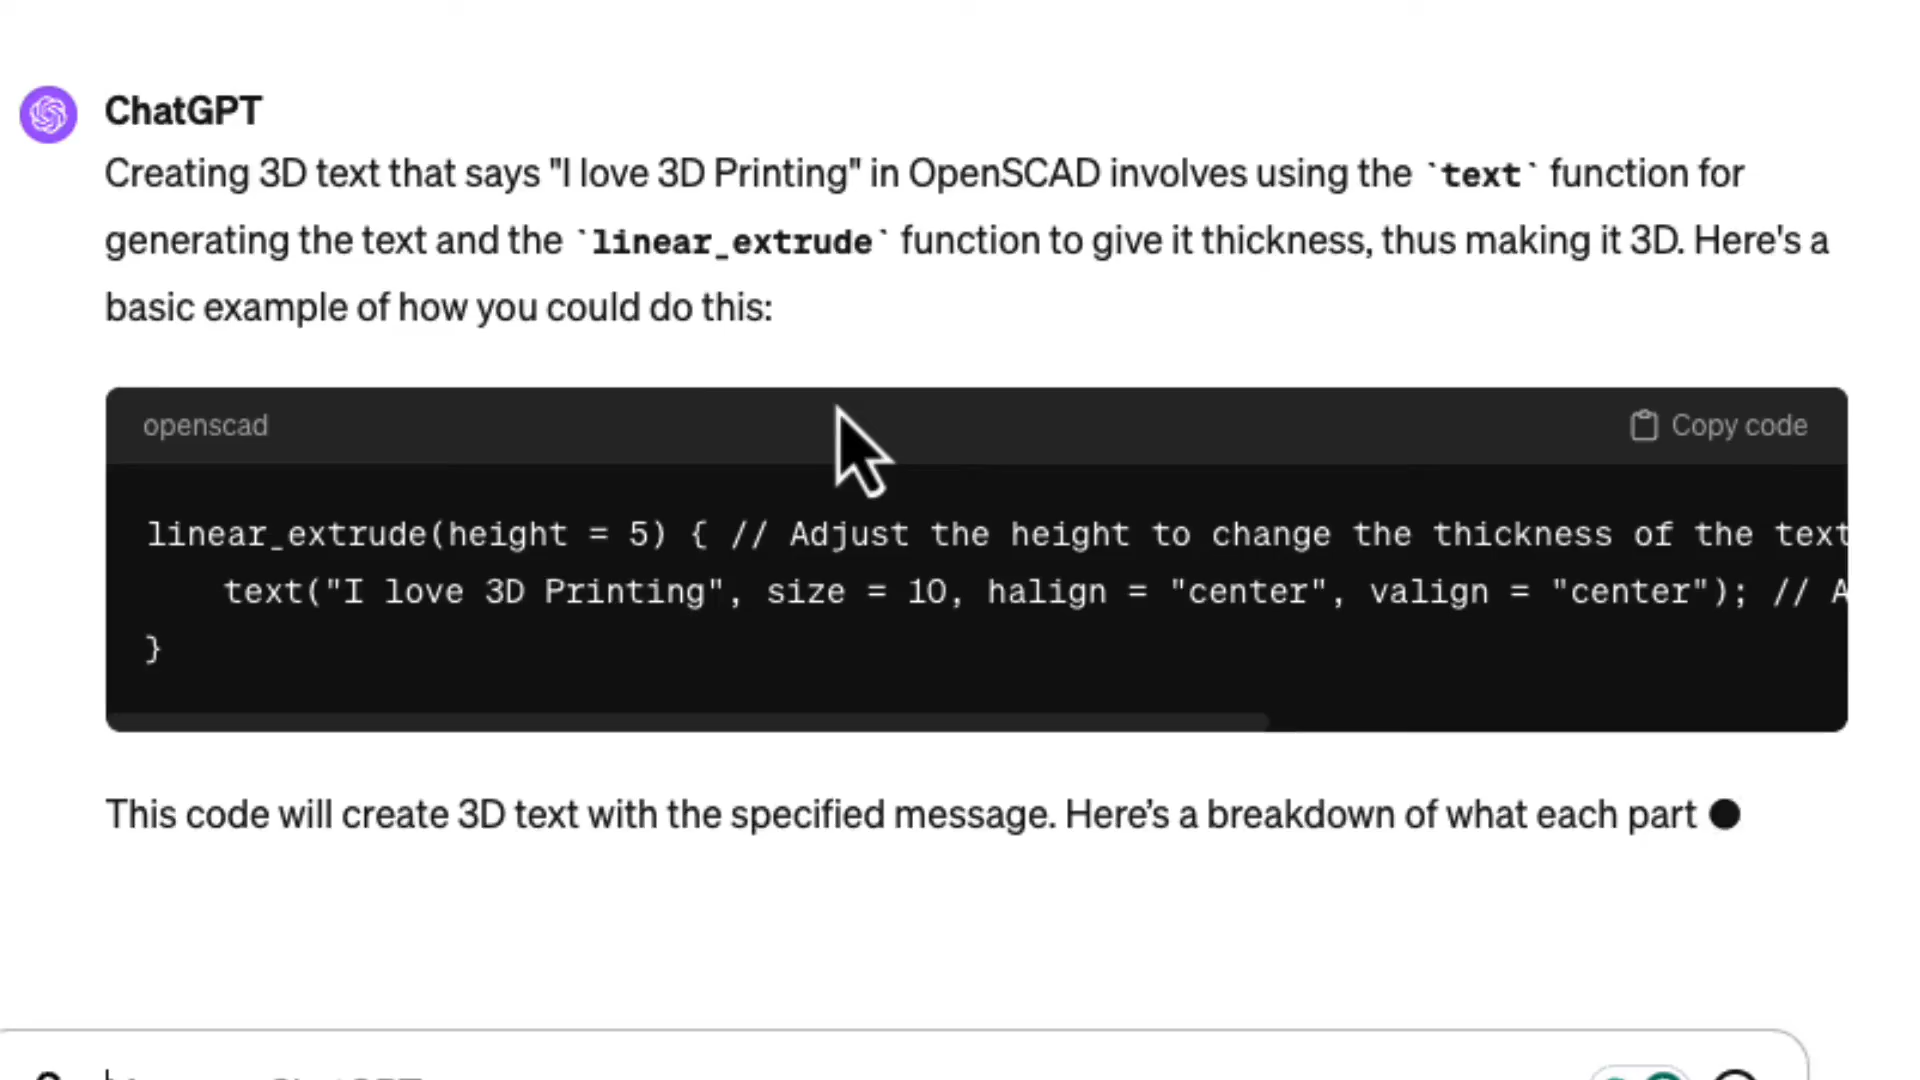 ChatGPT
Creating 3D text that says "I love 3D Printing" in OpenSCAD involves using the `text` function for
generating the text and the `linear_extrude` function to give it thickness, thus making it 3D. Here's a
basic example of how you could do this:
openscad
Copy code
linear_extrude(height = 5) { // Adjust the height to change the thickness of the text
    text("I love 3D Printing", size = 10, halign = "center", valign = "center"); // A
}
This code will create 3D text with the specified message. Here’s a breakdown of what each part